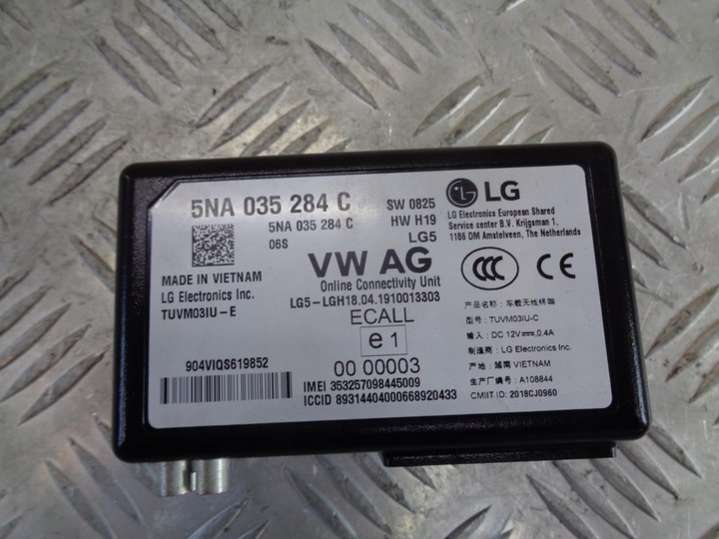 5NA 035 284 C
5NA 035 284 C
06S
SW 0825
HW H19
LG5
LG
LG Electronics European Shared
Service center B.V. Krijgsman 1,
1186 DM Amstelveen, The Netherlands
MADE IN VIETNAM
LG Electronics Inc.
TUVM03IU-E
VW AG
Online Connectivity Unit
LG5-LGH18.04.1910013303
ECALL
e1
00 00003
904VIQS619852
IMEI 353257098445009
ICCID 89314404000668920433
CCC
产品名称: 车载无线终端
型号: TUVM03IU-C
输入: DC 12V 0.4A
制造商: LG Electronics Inc.
产地: 越南 VIETNAM
生产厂编号: A108844
CMIIT ID: 2018CJ0960